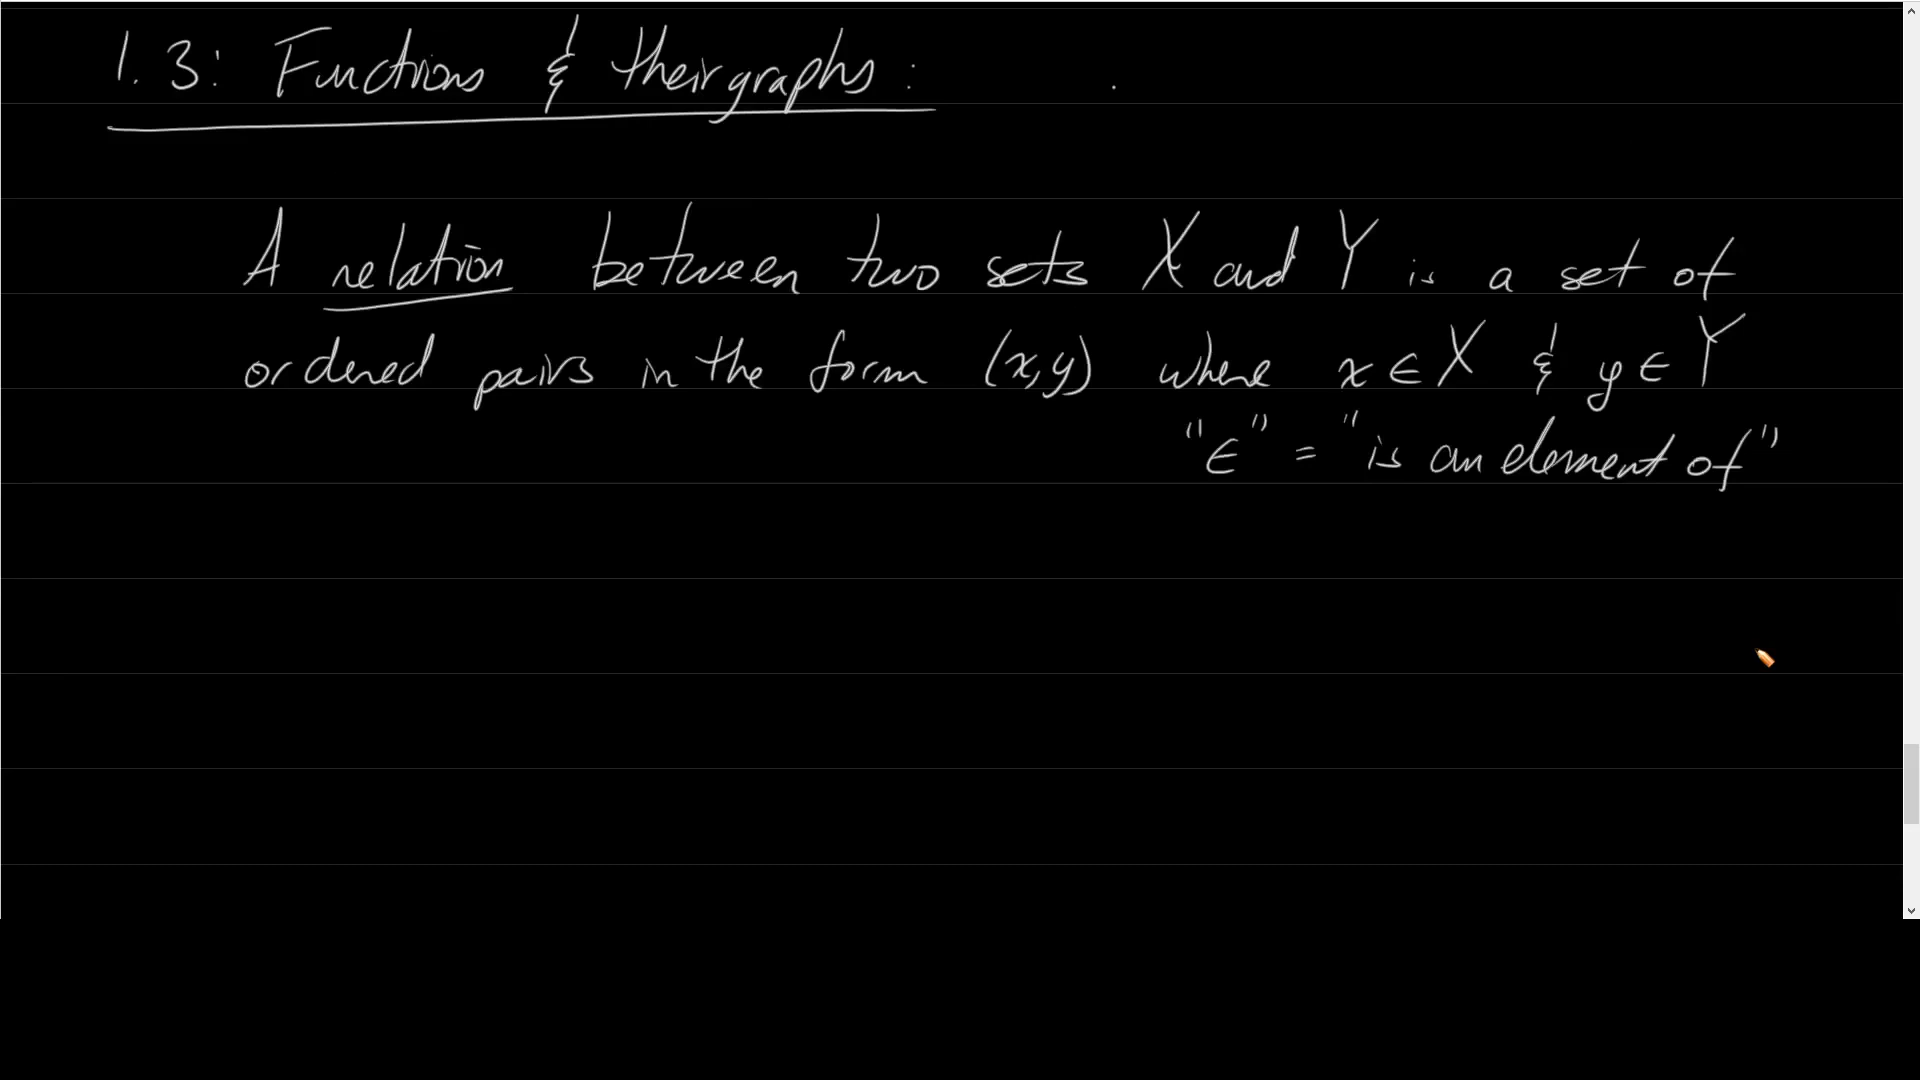 1.3: Functions & their graphs:
A relation between two sets X and Y is a set of
ordered pairs in the form (x,y) where x ∈ X & y ∈ Y
"∈" = "is an element of"